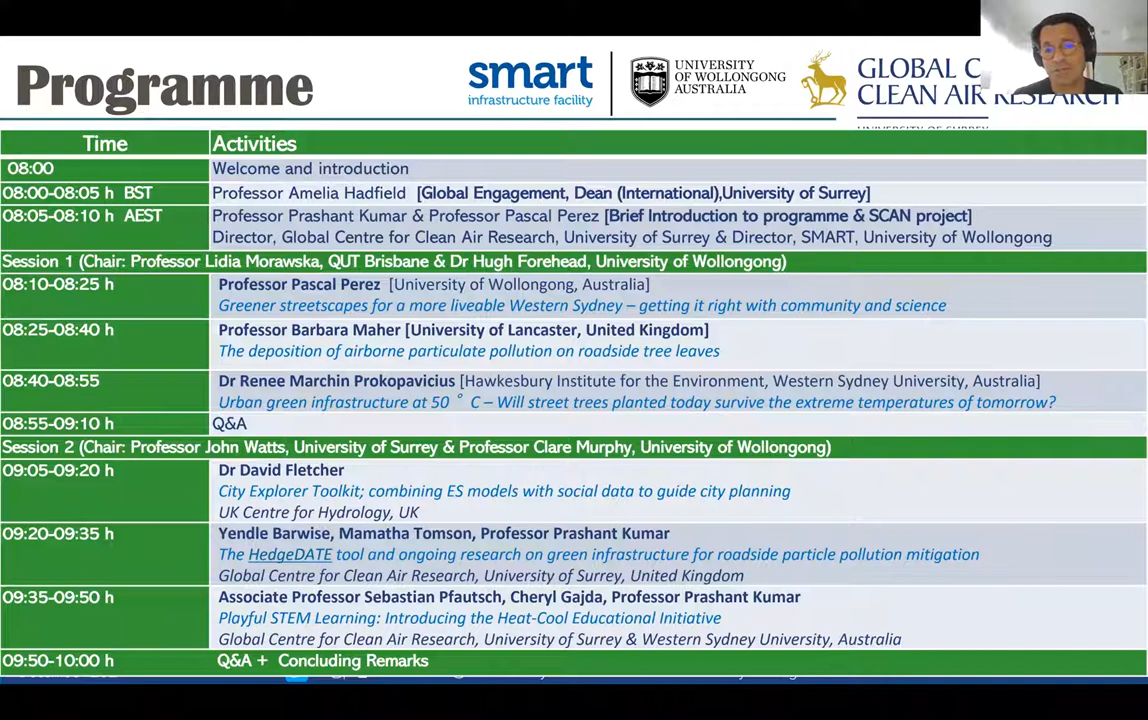 Programme
smart
infrastructure facility
UNIVERSITY
OF WOLLONGONG
AUSTRALIA
GLOBAL C
CLEAN AIR RESEARCH
UNIVERSITY OF SURREY
Time Activities
08:00 Welcome and introduction
08:00-08:05 h BST Professor Amelia Hadfield [Global Engagement, Dean (International),University of Surrey]
08:05-08:10 h AEST Professor Prashant Kumar & Professor Pascal Perez [Brief Introduction to programme & SCAN project]
Director, Global Centre for Clean Air Research, University of Surrey & Director, SMART, University of Wollongong
Session 1 (Chair: Professor Lidia Morawska, QUT Brisbane & Dr Hugh Forehead, University of Wollongong)
08:10-08:25 h Professor Pascal Perez [University of Wollongong, Australia]
Greener streetscapes for a more liveable Western Sydney – getting it right with community and science
08:25-08:40 h Professor Barbara Maher [University of Lancaster, United Kingdom]
The deposition of airborne particulate pollution on roadside tree leaves
08:40-08:55 Dr Renee Marchin Prokopavicius [Hawkesbury Institute for the Environment, Western Sydney University, Australia]
Urban green infrastructure at 50 ° C – Will street trees planted today survive the extreme temperatures of tomorrow?
08:55-09:10 h Q&A
Session 2 (Chair: Professor John Watts, University of Surrey & Professor Clare Murphy, University of Wollongong)
09:05-09:20 h Dr David Fletcher
City Explorer Toolkit; combining ES models with social data to guide city planning
UK Centre for Hydrology, UK
09:20-09:35 h Yendle Barwise, Mamatha Tomson, Professor Prashant Kumar
The HedgeDATE tool and ongoing research on green infrastructure for roadside particle pollution mitigation
Global Centre for Clean Air Research, University of Surrey, United Kingdom
09:35-09:50 h Associate Professor Sebastian Pfautsch, Cheryl Gajda, Professor Prashant Kumar
Playful STEM Learning: Introducing the Heat-Cool Educational Initiative
Global Centre for Clean Air Research, University of Surrey & Western Sydney University, Australia
09:50-10:00 h Q&A + Concluding Remarks